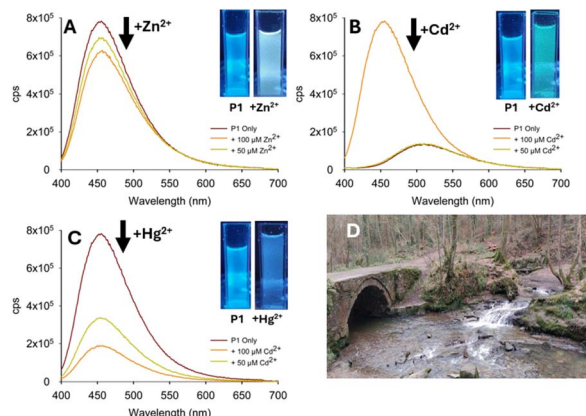 A
+Zn²⁺
8x10⁵
6x10⁵
4x10⁵
2x10⁵
0
cps
400 450 500 550 600 650 700
Wavelength (nm)
P1 +Zn²⁺
P1 Only
+ 100 µM Zn²⁺
+ 50 µM Zn²⁺
B
+Cd²⁺
8x10⁵
6x10⁵
4x10⁵
2x10⁵
0
cps
400 450 500 550 600 650 700
Wavelength (nm)
P1 +Cd²⁺
P1 Only
+ 100 µM Cd²⁺
+ 50 µM Cd²⁺
C
+Hg²⁺
8x10⁵
6x10⁵
4x10⁵
2x10⁵
0
cps
400 450 500 550 600 650 700
Wavelength (nm)
P1 +Hg²⁺
P1 Only
+ 100 µM Cd²⁺
+ 50 µM Cd²⁺
D